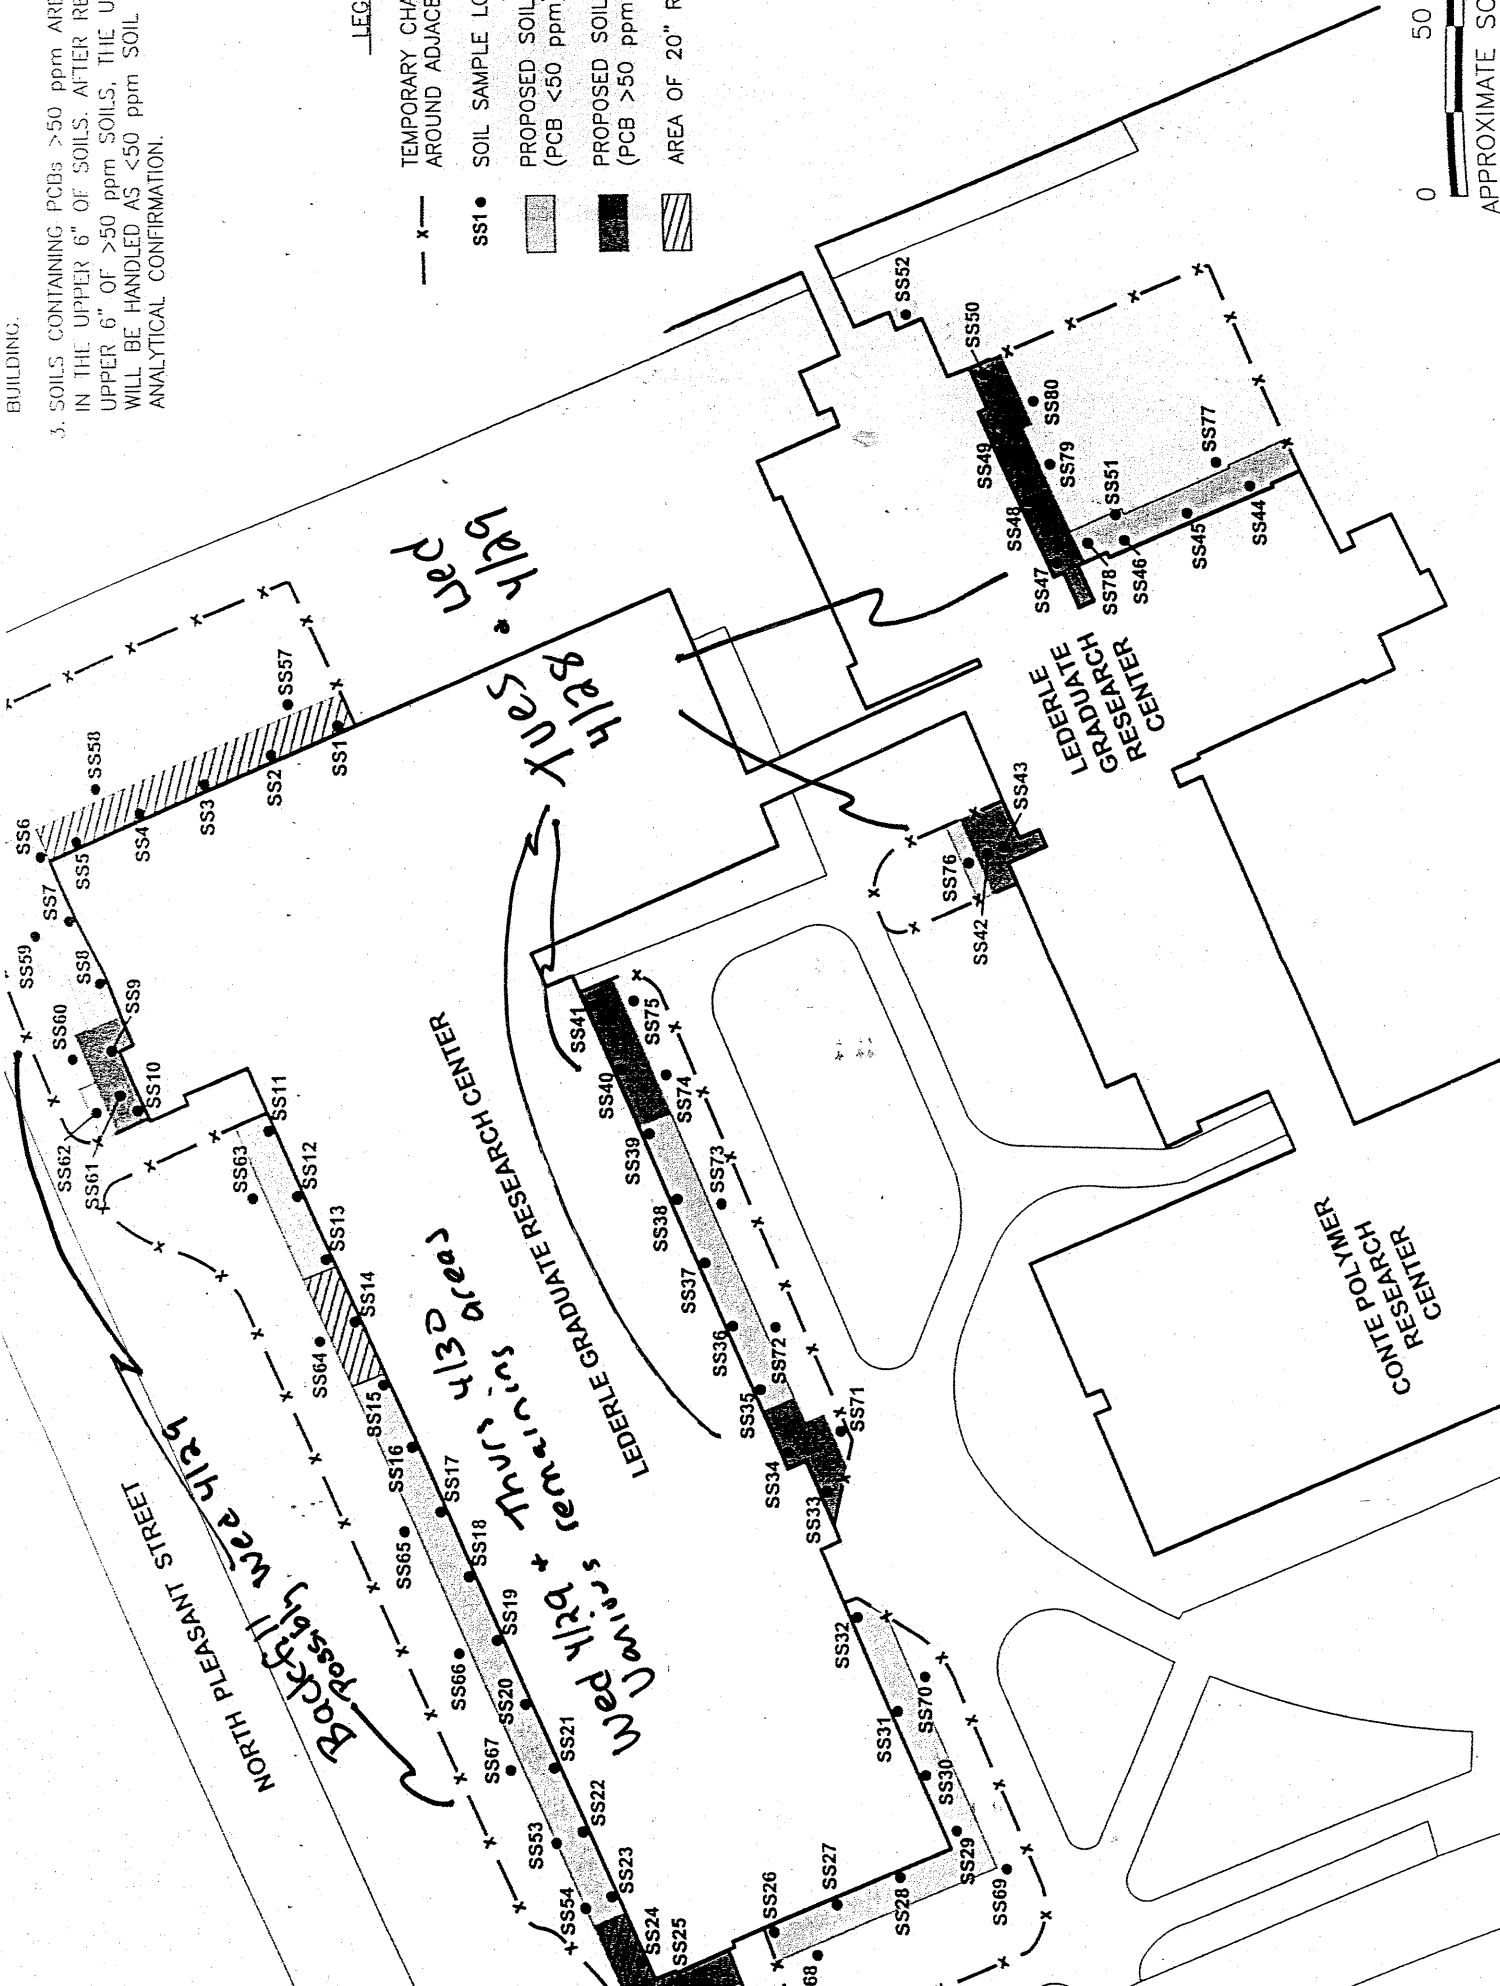 BUILDING.
3. SOILS CONTAINING PCBs >50 ppm ARE
IN THE UPPER 6" OF SOILS. AFTER RE
UPPER 6" OF >50 ppm SOILS, THE U
WILL BE HANDLED AS <50 ppm SOIL
ANALYTICAL CONFIRMATION.
LEG
TEMPORARY CHA
AROUND ADJACE
SS1
SOIL SAMPLE LO
PROPOSED SOIL
(PCB <50 ppm
PROPOSED SOIL
(PCB >50 ppm
AREA OF 20" R
0
50
APPROXIMATE SC
NORTH PLEASANT STREET
Backfill Wed 4/29
Possibly
Tues
4/28
Wed
4/29
Wed 4/29 + Thurs 4/30
Various remaining areas
LEDERLE GRADUATE RESEARCH CENTER
LEDERLE
GRADUATE
RESEARCH
CENTER
CONTE POLYMER
RESEARCH
CENTER
SS1
SS2
SS3
SS4
SS5
SS6
SS7
SS8
SS9
SS10
SS11
SS12
SS13
SS14
SS15
SS16
SS17
SS18
SS19
SS20
SS21
SS22
SS23
SS24
SS25
SS26
SS27
SS28
SS29
SS30
SS31
SS32
SS33
SS34
SS35
SS36
SS37
SS38
SS39
SS40
SS41
SS42
SS43
SS44
SS45
SS46
SS47
SS48
SS49
SS50
SS51
SS52
SS53
SS54
SS57
SS58
SS59
SS60
SS61
SS62
SS63
SS64
SS65
SS66
SS67
68
SS69
SS70
SS71
SS72
SS73
SS74
SS75
SS76
SS77
SS78
SS79
SS80